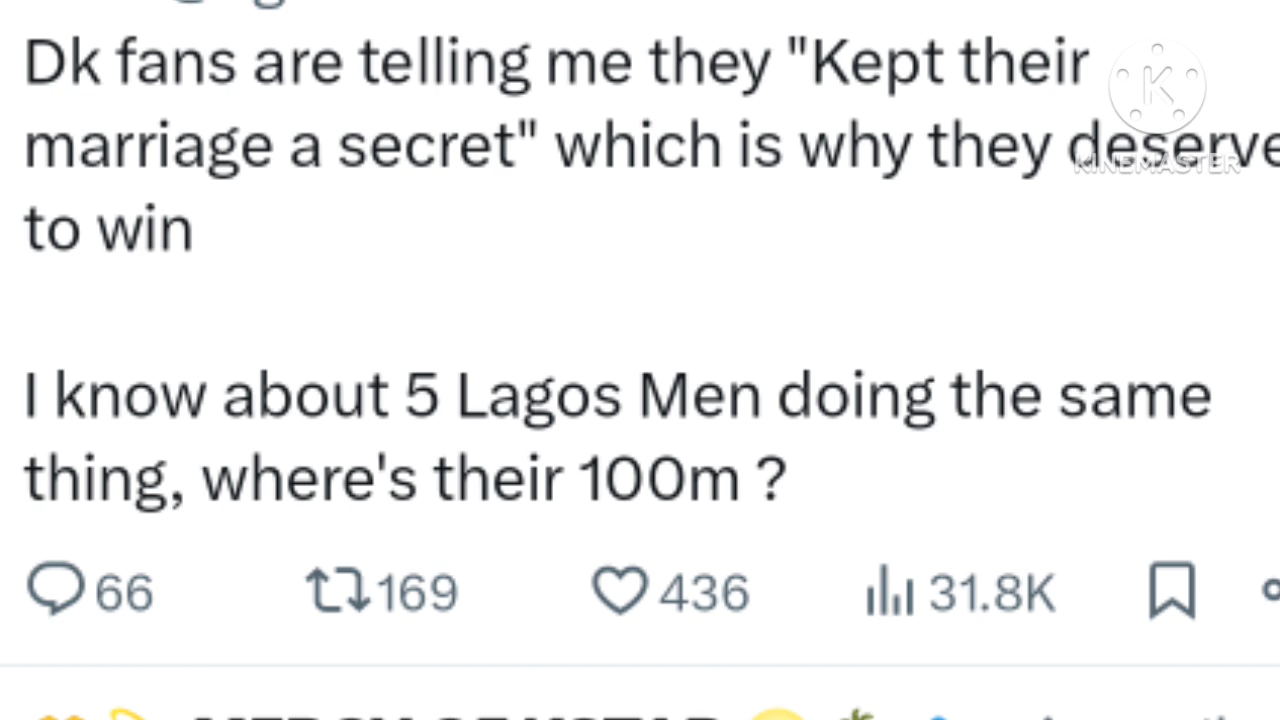 Dk fans are telling me they "Kept their
marriage a secret" which is why they deserve
to win
I know about 5 Lagos Men doing the same
thing, where's their 100m ?
66 169 436 31.8K
K
KINEMASTER